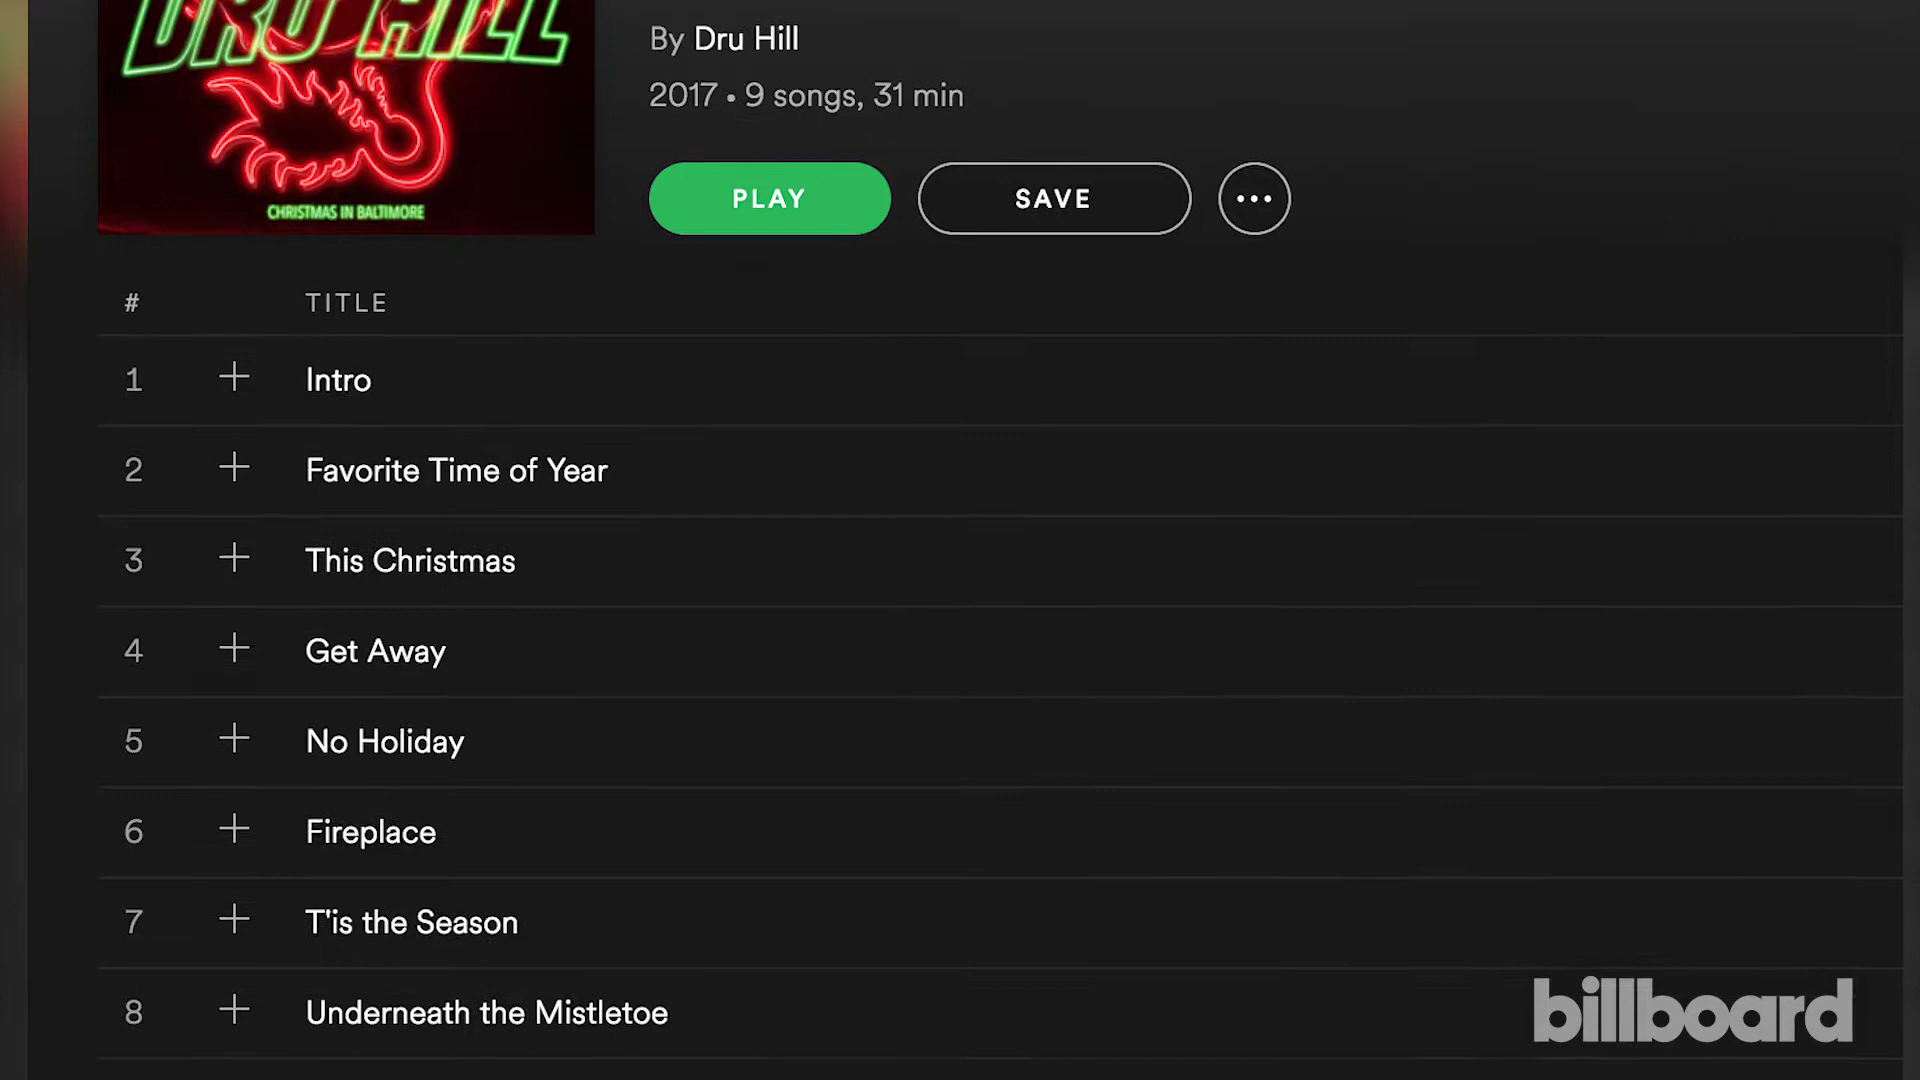 DRU HILL
CHRISTMAS IN BALTIMORE
By Dru Hill
2017 • 9 songs, 31 min
PLAY
SAVE
# TITLE
1 Intro
2 Favorite Time of Year
3 This Christmas
4 Get Away
5 No Holiday
6 Fireplace
7 T'is the Season
8 Underneath the Mistletoe
billboard